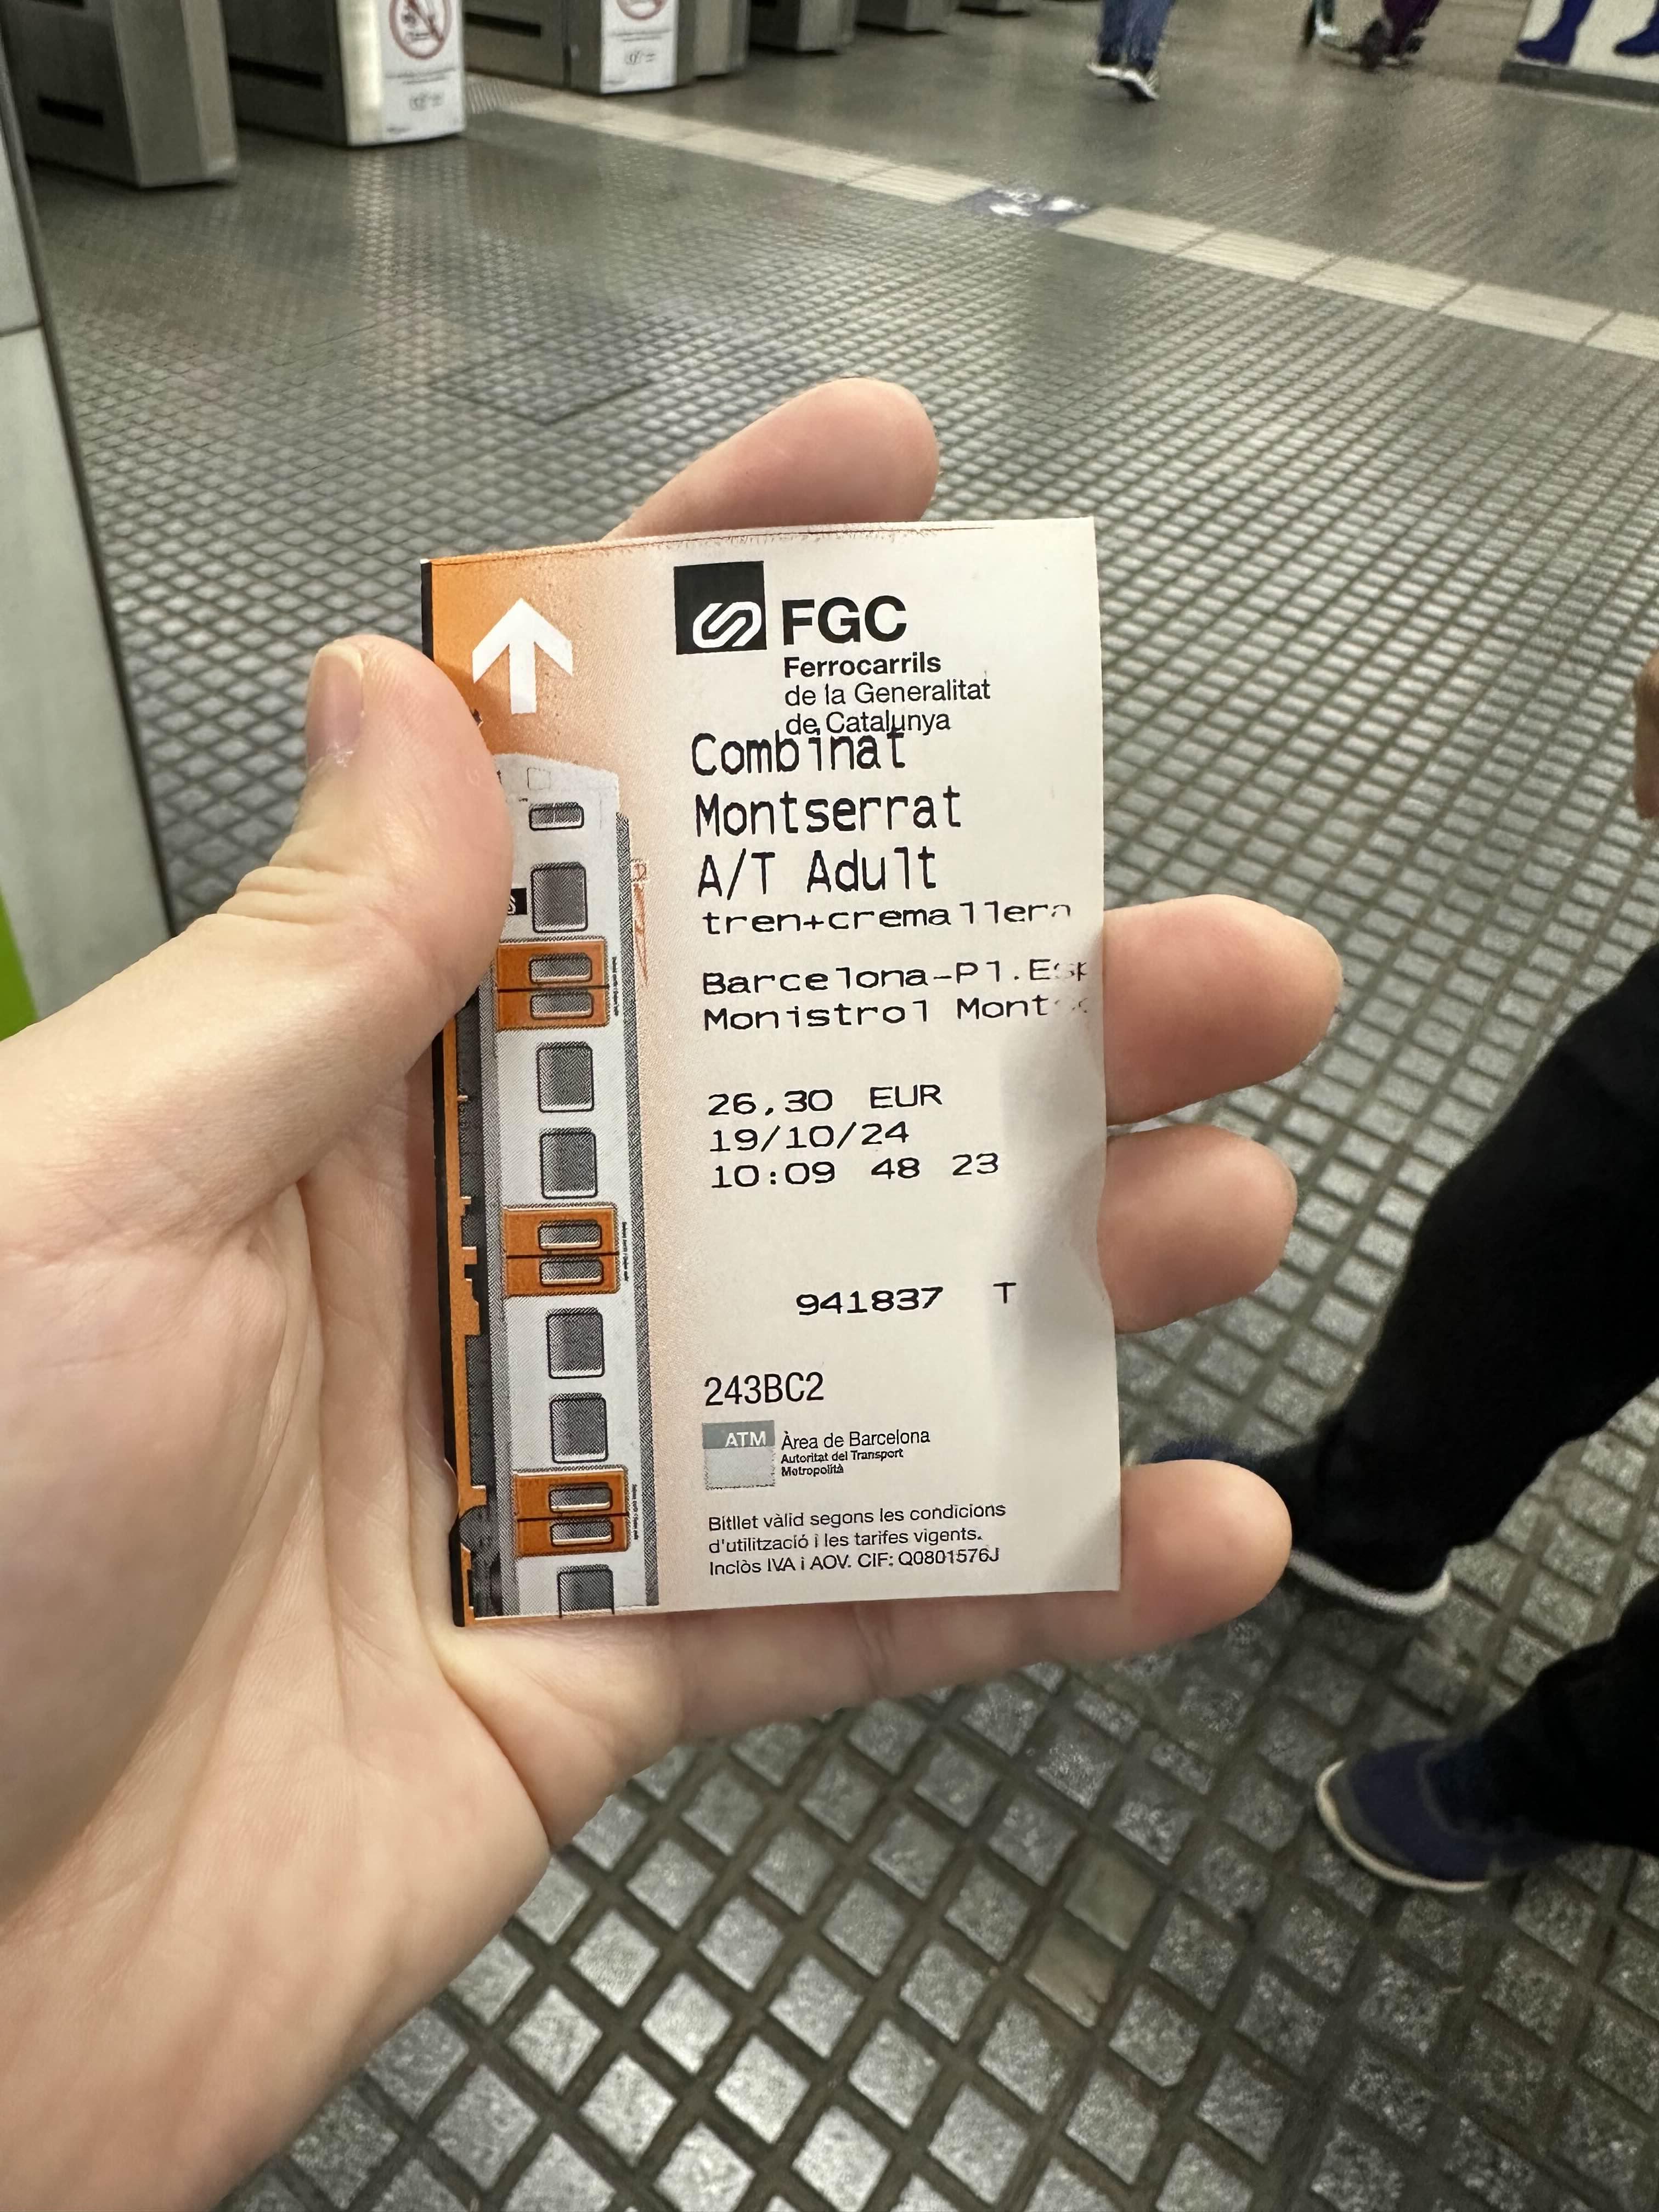 FGC
Ferrocarrils
de la Generalitat
de Catalunya
Combinat
Montserrat
A/T Adult
tren+cremallera
Barcelona-Pl.Esp
Monistrol Mont
26,30 EUR
19/10/24
10:09 48 23
941837 T
243BC2
ATM Àrea de Barcelona
Autoritat del Transport
Metropolità
Bitllet vàlid segons les condicions
d'utilització i les tarifes vigents.
Inclòs IVA i AOV. CIF: Q0801576J